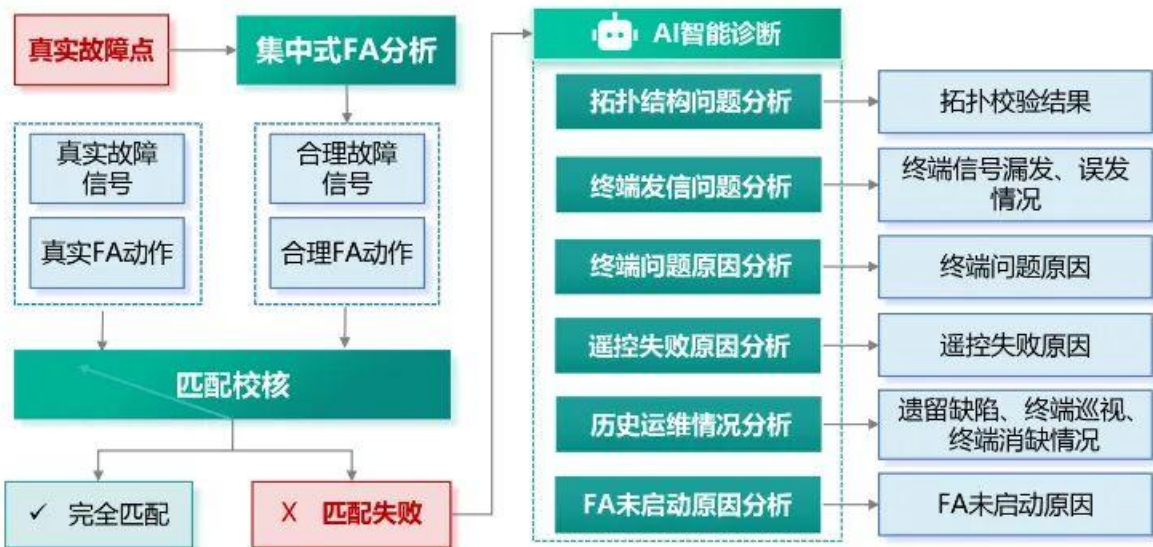 真实故障点
集中式FA分析
真实故障
信号
真实FA动作
合理故障
信号
合理FA动作
匹配校核
✓ 完全匹配
X 匹配失败
AI智能诊断
拓扑结构问题分析
拓扑校验结果
终端发信问题分析
终端信号漏发、误发
情况
终端问题原因分析
终端问题原因
遥控失败原因分析
遥控失败原因
历史运维情况分析
遗留缺陷、终端巡视、
终端消缺情况
FA未启动原因分析
FA未启动原因